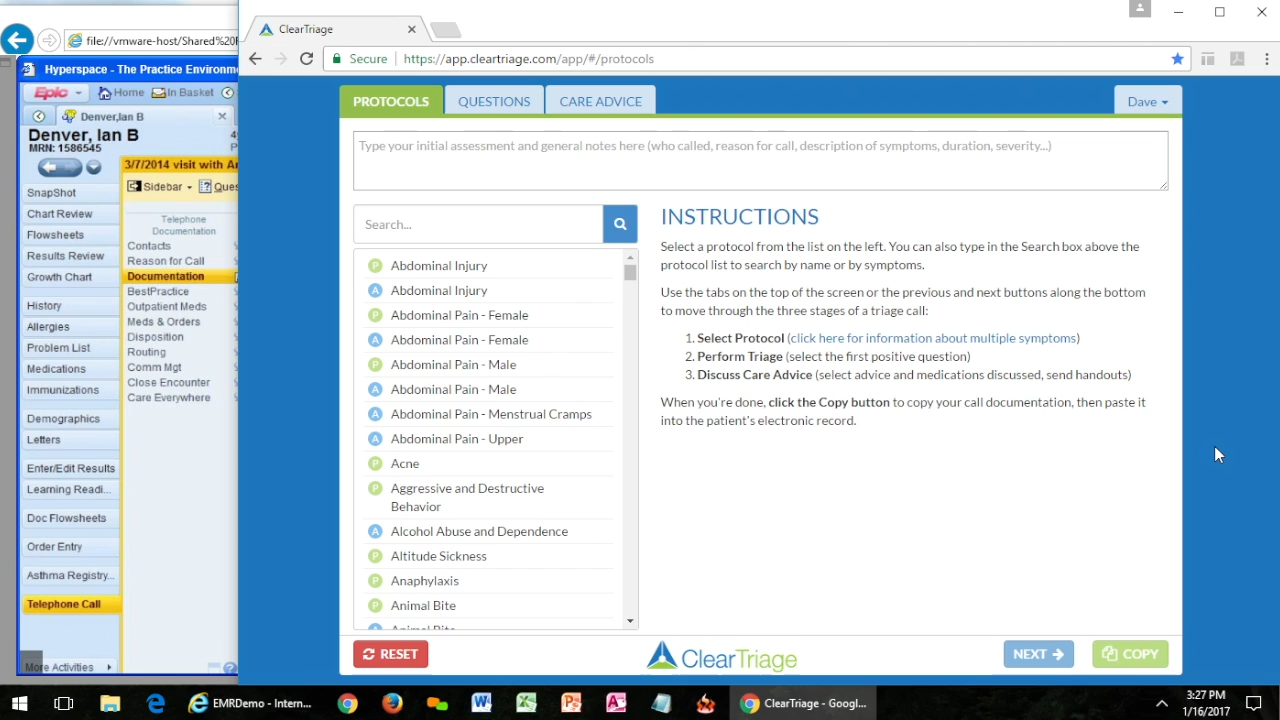 ClearTriage
file://vmware-host/Shared%20
Secure
https://app.cleartriage.com/app/#/protocols
Hyperspace - The Practice Environm
Epic
Home
In Basket
Denver,Ian B
Denver, Ian B
MRN: 1586545
3/7/2014 visit with
Sidebar
SnapShot
Chart Review
Flowsheets
Results Review
Growth Chart
History
Allergies
Problem List
Medications
Immunizations
Demographics
Letters
Enter/Edit Results
Learning Readi...
Doc Flowsheets
Order Entry
Asthma Registry...
Telephone Call
More Activities
Telephone
Documentation
Contacts
Reason for Call
Documentation
BestPractice
Outpatient Meds
Meds & Orders
Disposition
Routing
Comm Mgt
Close Encounter
Care Everywhere
PROTOCOLS
QUESTIONS
CARE ADVICE
Dave
Type your initial assessment and general notes here (who called, reason for call, description of symptoms, duration, severity...)
Search...
P Abdominal Injury
A Abdominal Injury
P Abdominal Pain - Female
A Abdominal Pain - Female
P Abdominal Pain - Male
A Abdominal Pain - Male
A Abdominal Pain - Menstrual Cramps
A Abdominal Pain - Upper
P Acne
P Aggressive and Destructive
Behavior
A Alcohol Abuse and Dependence
P Altitude Sickness
P Anaphylaxis
P Animal Bite
A Animal Bite
INSTRUCTIONS
Select a protocol from the list on the left. You can also type in the Search box above the
protocol list to search by name or by symptoms.
Use the tabs on the top of the screen or the previous and next buttons along the bottom
to move through the three stages of a triage call:
1. Select Protocol (click here for information about multiple symptoms)
2. Perform Triage (select the first positive question)
3. Discuss Care Advice (select advice and medications discussed, send handouts)
When you're done, click the Copy button to copy your call documentation, then paste it
into the patient's electronic record.
RESET
ClearTriage
NEXT
COPY
EMRDemo - Intern...
ClearTriage - Googl...
3:27 PM
1/16/2017